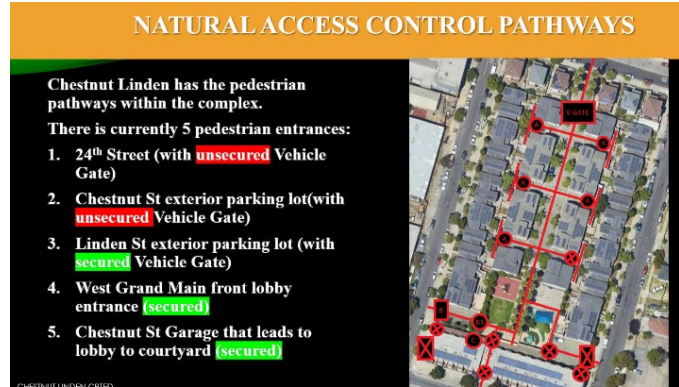 NATURAL ACCESS CONTROL PATHWAYS
Chestnut Linden has the pedestrian
pathways within the complex.
There is currently 5 pedestrian entrances:
1. 24th Street (with unsecured Vehicle
Gate)
2. Chestnut St exterior parking lot(with
unsecured Vehicle Gate)
3. Linden St exterior parking lot (with
secured Vehicle Gate)
4. West Grand Main front lobby
entrance (secured)
5. Chestnut St Garage that leads to
lobby to courtyard (secured)
V GATE
CHESTNUT LINDEN CPTED